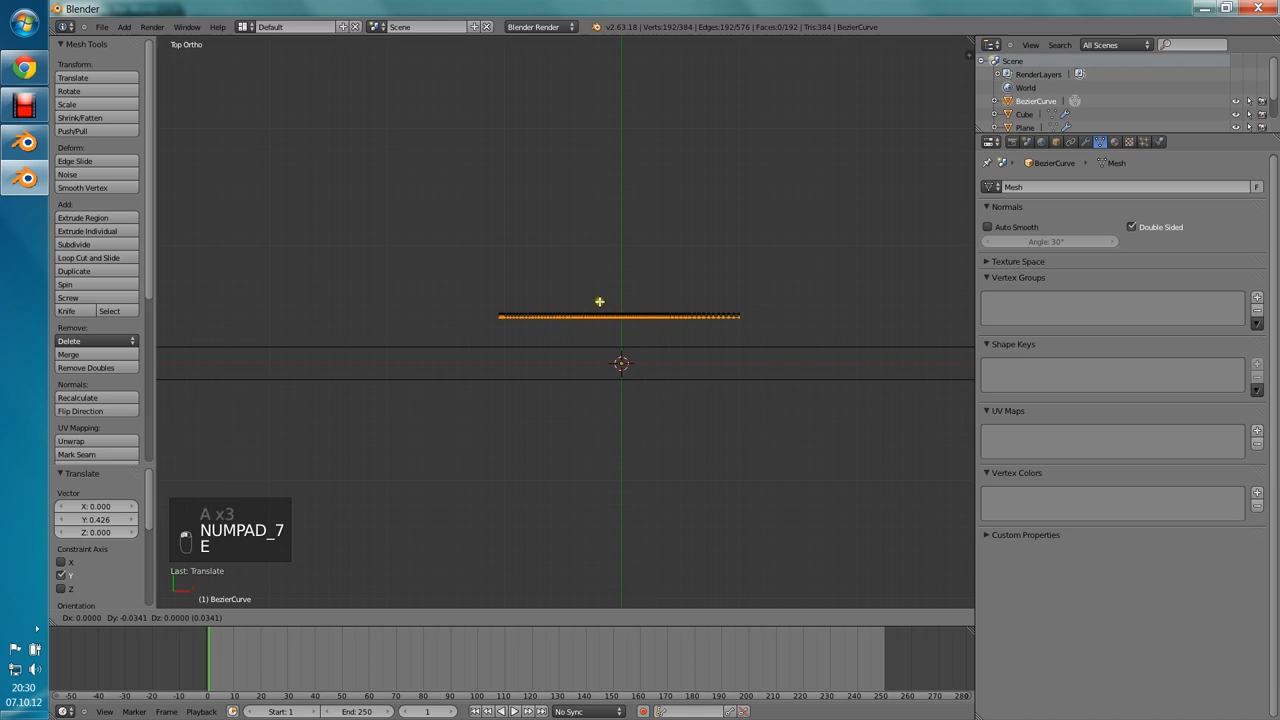 Blender
File Add Render Window Help Default Scene Blender Render v2.63.18 | Verts:192/384 | Edges:192/576 | Faces:0/192 | Tris:384 | BezierCurve
Mesh Tools
Transform:
Translate
Rotate
Scale
Shrink/Fatten
Push/Pull
Deform:
Edge Slide
Noise
Smooth Vertex
Add:
Extrude Region
Extrude Individual
Subdivide
Loop Cut and Slide
Duplicate
Spin
Screw
Knife Select
Remove:
Delete
Merge
Remove Doubles
Normals:
Recalculate
Flip Direction
UV Mapping:
Unwrap
Mark Seam
Translate
Vector
X: 0.000
Y: 0.426
Z: 0.000
Constraint Axis
X
Y
Z
Orientation
Top Ortho
A x3
NUMPAD_7
E
Last: Translate
(1) BezierCurve
Dx: 0.0000 Dy: -0.0341 Dz: 0.0000 (0.0341)
View Search All Scenes
Scene
RenderLayers
World
BezierCurve
Cube
Plane
BezierCurve Mesh
Mesh F
Normals
Auto Smooth Double Sided
Angle: 30°
Texture Space
Vertex Groups
Shape Keys
UV Maps
Vertex Colors
Custom Properties
-50 -40 -30 -20 -10 0 10 20 30 40 50 60 70 80 90 100 110 120 130 140 150 160 170 180 190 200 210 220 230 240 250 260 270 280
View Marker Frame Playback Start: 1 End: 250 1 No Sync
20:30
07.10.12